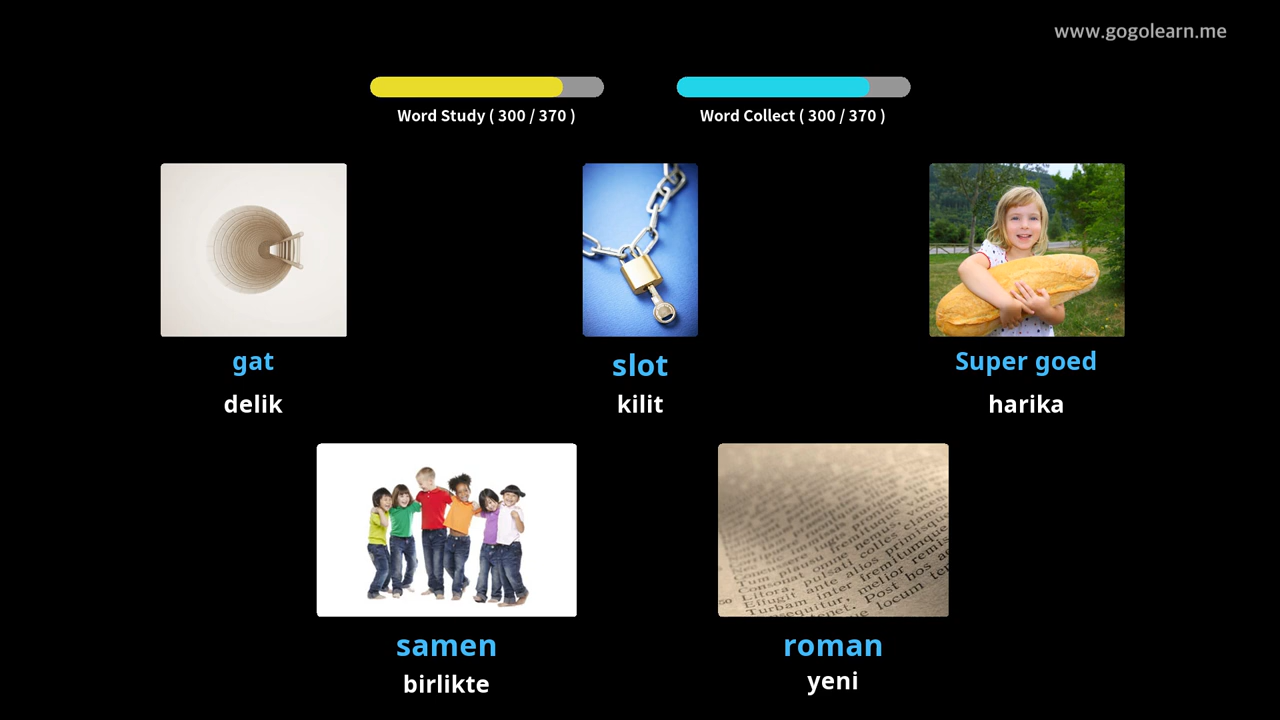 www.gogolearn.me
Word Study ( 300 / 370 )
Word Collect ( 300 / 370 )
gat
delik
slot
kilit
Super goed
harika
samen
birlikte
roman
yeni